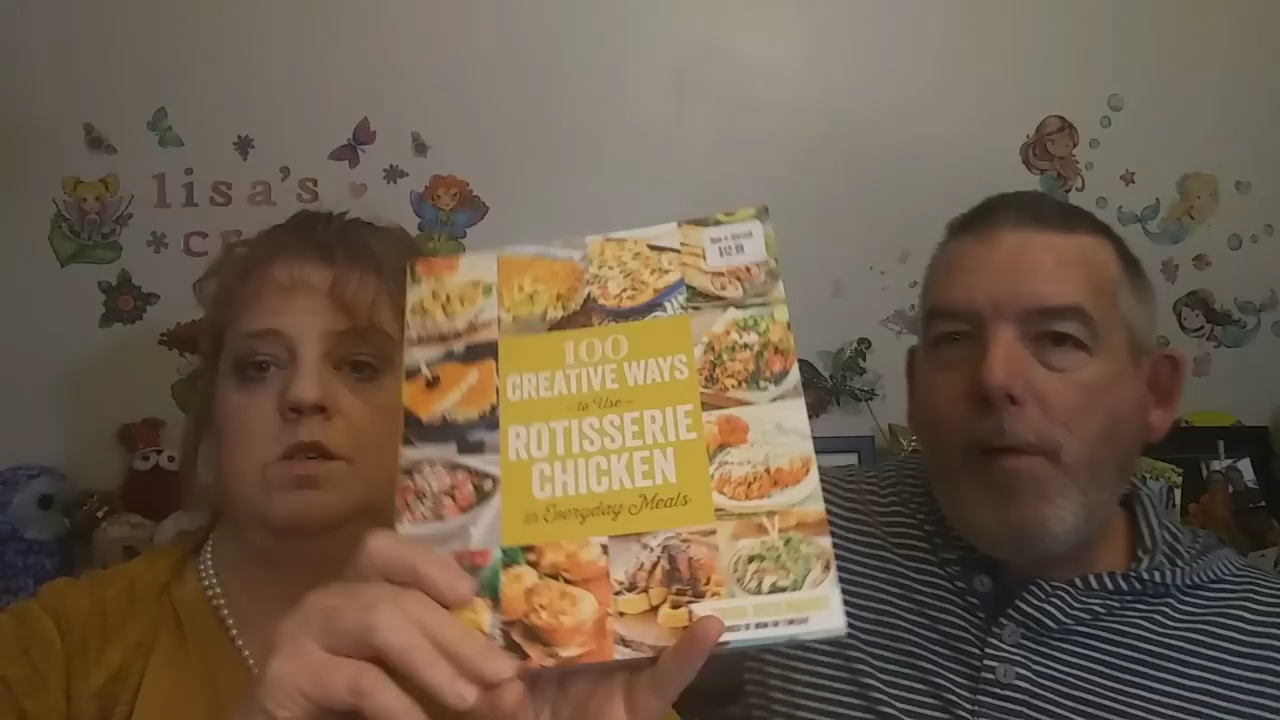 lisa's
$12.99
100
CREATIVE WAYS
to Use
ROTISSERIE
CHICKEN
in Everyday Meals